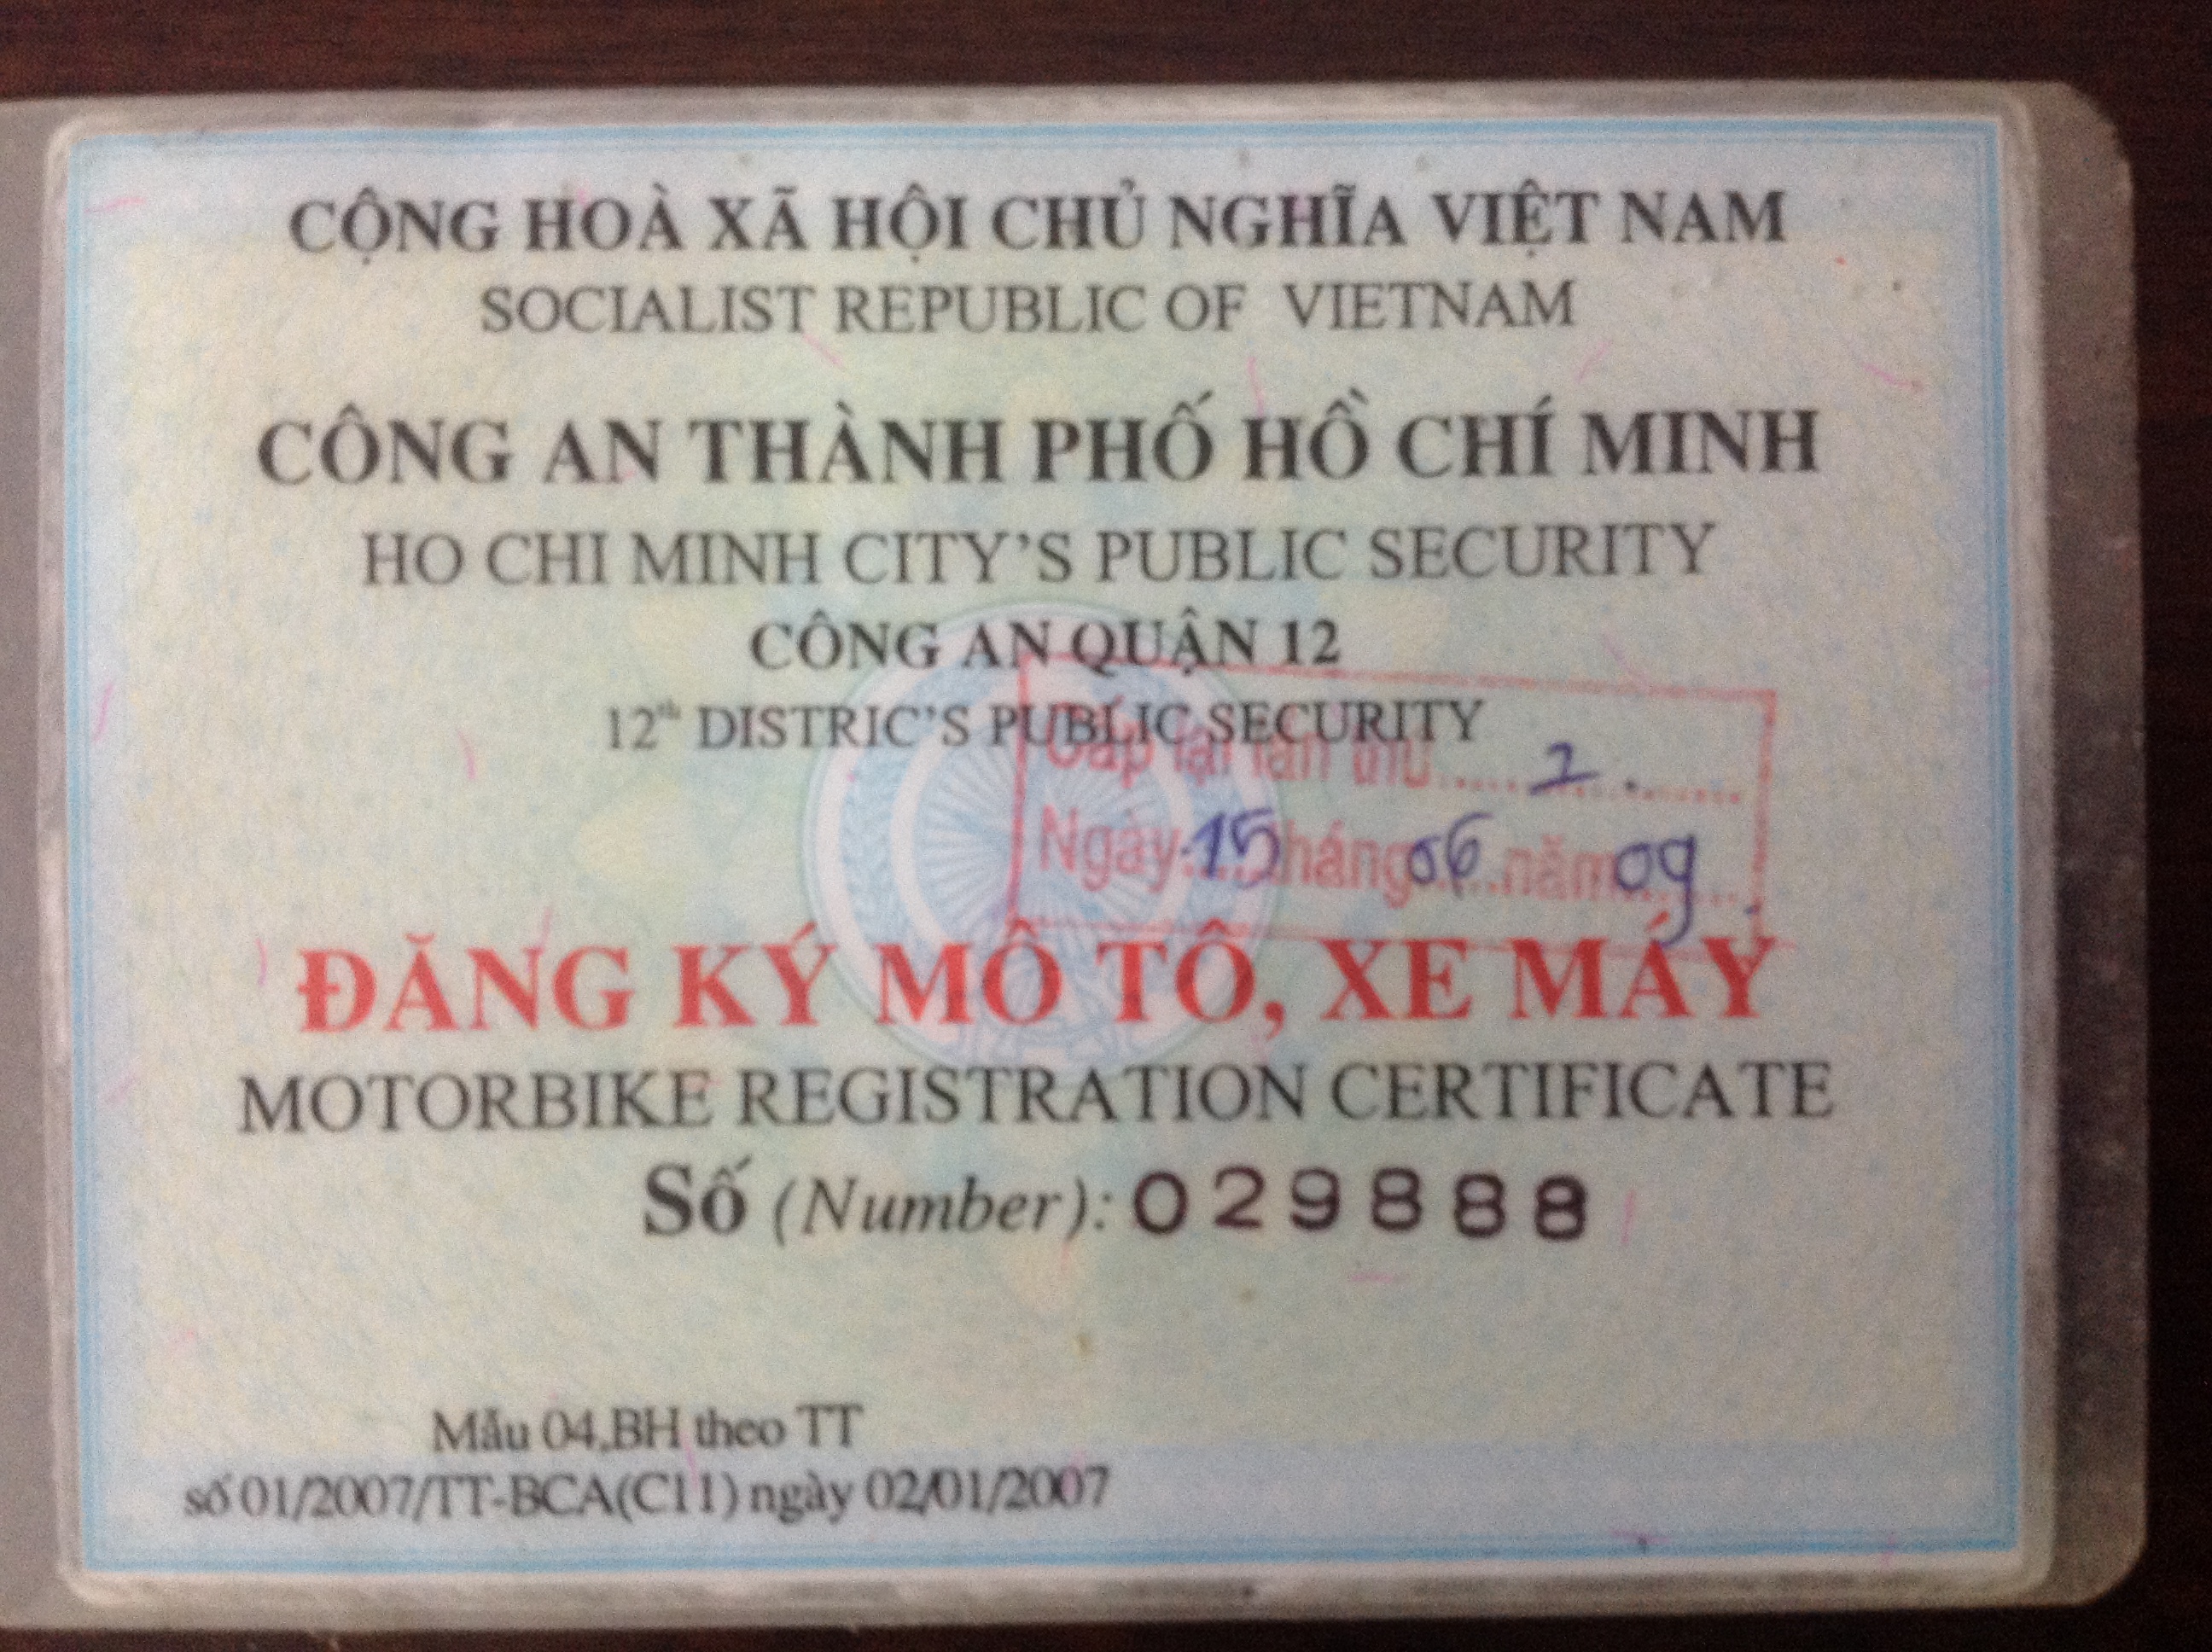 CỘNG HOÀ XÃ HỘI CHỦ NGHĨA VIỆT NAM
SOCIALIST REPUBLIC OF VIETNAM
CÔNG AN THÀNH PHỐ HỒ CHÍ MINH
HO CHI MINH CITY'S PUBLIC SECURITY
CÔNG AN QUẬN 12
12th DISTRIC'S PUBLIC SECURITY
Cấp lại lần thứ
Ngày 15 tháng 06 năm 09
ĐĂNG KÝ MÔ TÔ, XE MÁY
MOTORBIKE REGISTRATION CERTIFICATE
Số (Number): 029888
Mẫu 04,BH theo TT
số 01/2007/TT-BCA(C11) ngày 02/01/2007